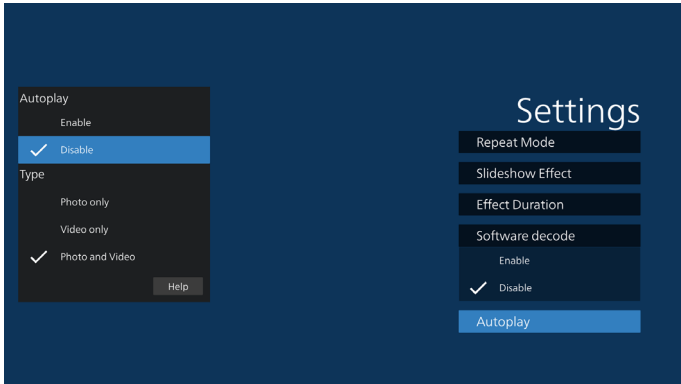 Autoplay
Enable
Disable
Type
Photo only
Video only
Photo and Video
Help
Settings
Repeat Mode
Slideshow Effect
Effect Duration
Software decode
Enable
Disable
Autoplay